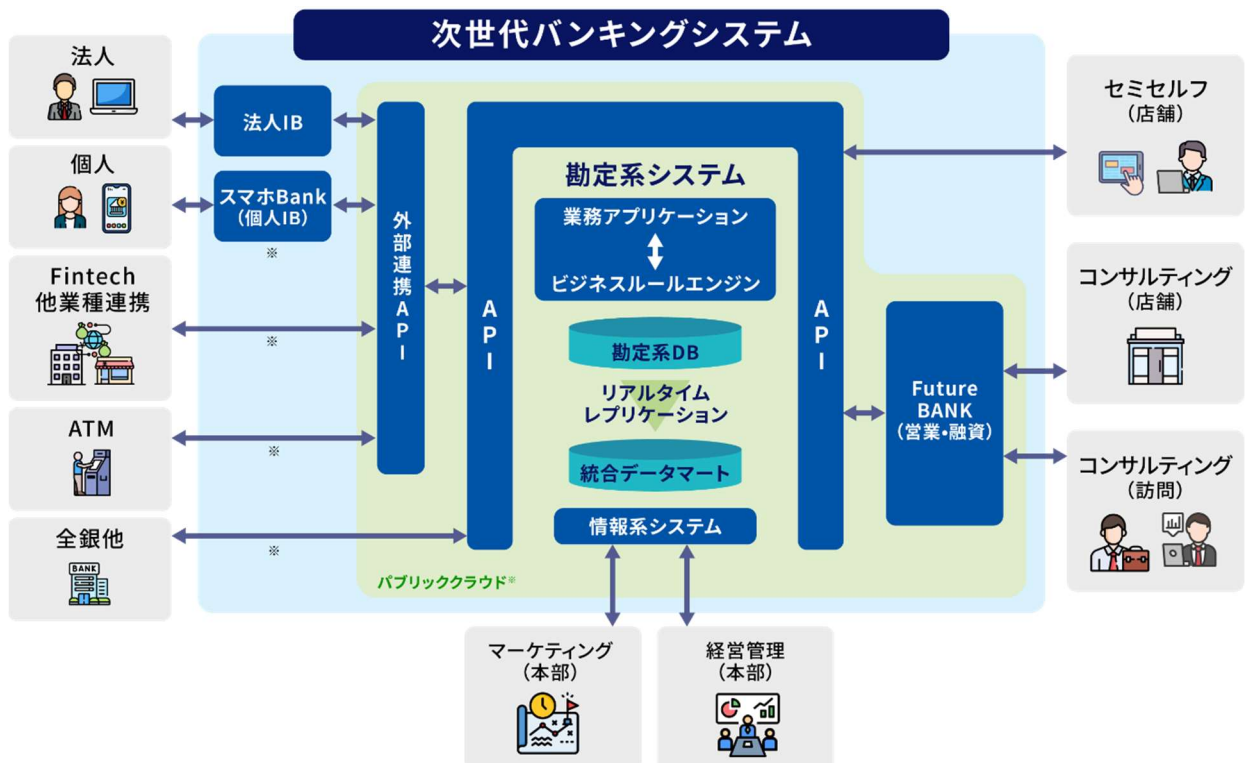 次世代バンキングシステム
法人
個人
Fintech
他業種連携
ATM
全銀他
BANK
法人IB
スマホBank
(個人IB)
※
※
※
※
外部連携API
API
勘定系システム
業務アプリケーション
ビジネスルールエンジン
勘定系DB
リアルタイム
レプリケーション
統合データマート
情報系システム
API
パブリッククラウド※
Future
BANK
(営業・融資)
セミセルフ
(店舗)
コンサルティング
(店舗)
コンサルティング
(訪問)
マーケティング
(本部)
経営管理
(本部)